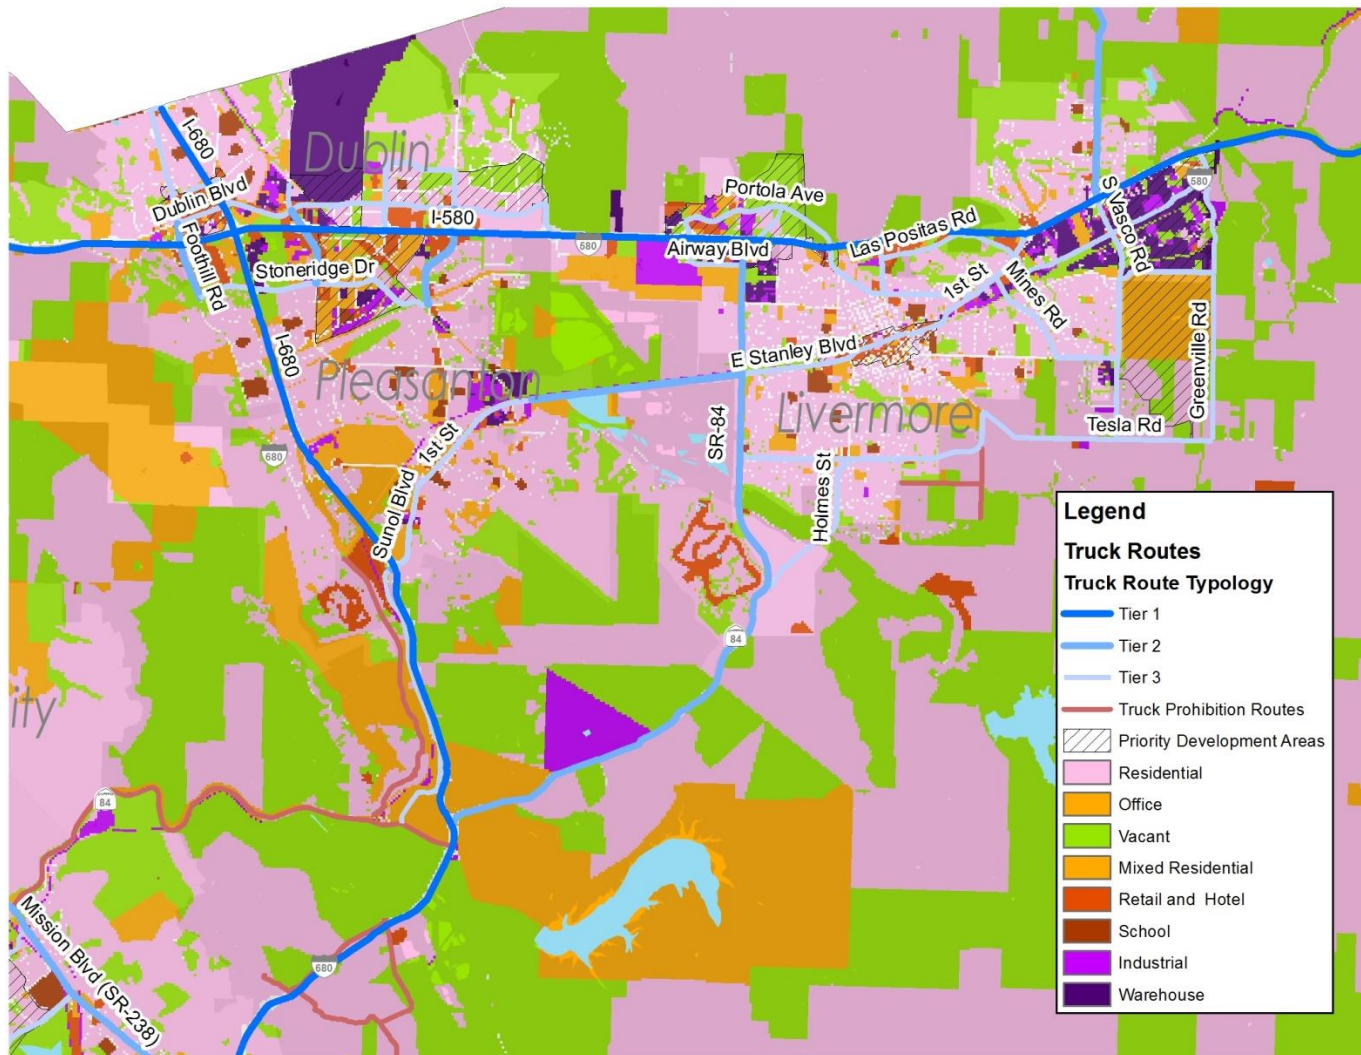 I-680
Dublin
Dublin Blvd
Portola Ave
580
S Vasco Rd
I-580
Foothill Rd
580
Airway Blvd
Las Positas Rd
Stoneridge Dr
1st St
Mines Rd
I-680
E Stanley Blvd
Greenville Rd
Pleasanton
Livermore
SR-84
Tesla Rd
1st St
680
Sunol Blvd
Holmes St
84
ity
84
Mission Blvd (SR-238)
680
Legend
Truck Routes
Truck Route Typology
Tier 1
Tier 2
Tier 3
Truck Prohibition Routes
Priority Development Areas
Residential
Office
Vacant
Mixed Residential
Retail and Hotel
School
Industrial
Warehouse